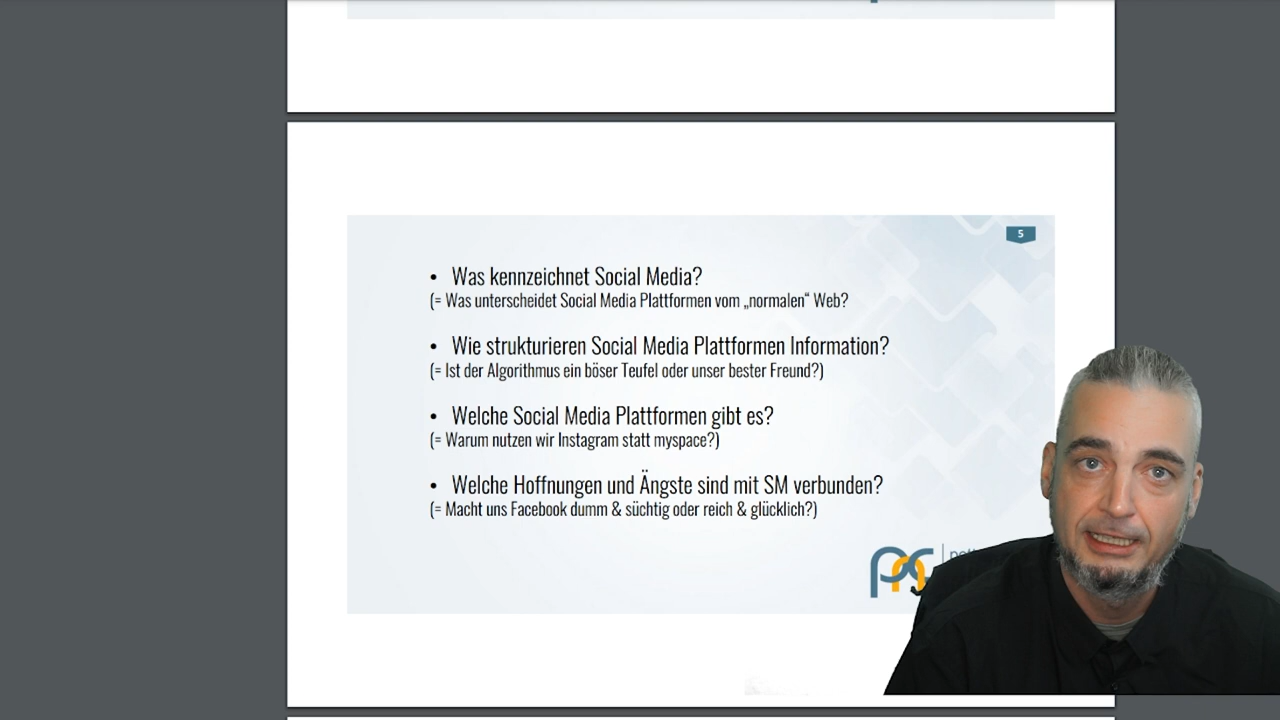 5
• Was kennzeichnet Social Media?
(= Was unterscheidet Social Media Plattformen vom „normalen“ Web?
• Wie strukturieren Social Media Plattformen Information?
(= Ist der Algorithmus ein böser Teufel oder unser bester Freund?)
• Welche Social Media Plattformen gibt es?
(= Warum nutzen wir Instagram statt myspace?)
• Welche Hoffnungen und Ängste sind mit SM verbunden?
(= Macht uns Facebook dumm & süchtig oder reich & glücklich?)